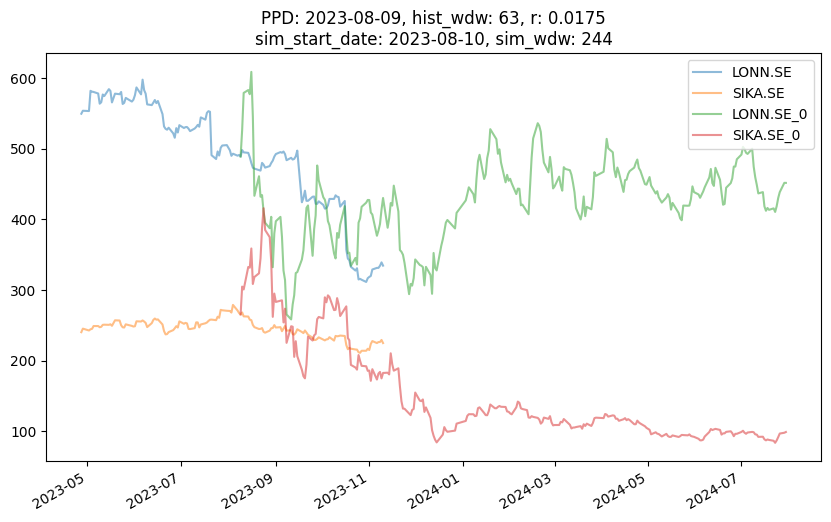 PPD: 2023-08-09, hist_wdw: 63, r: 0.0175
sim_start_date: 2023-08-10, sim_wdw: 244
LONN.SE
SIKA.SE
LONN.SE_0
SIKA.SE_0
600
500
400
300
200
100
2023-05
2023-07
2023-09
2023-11
2024-01
2024-03
2024-05
2024-07